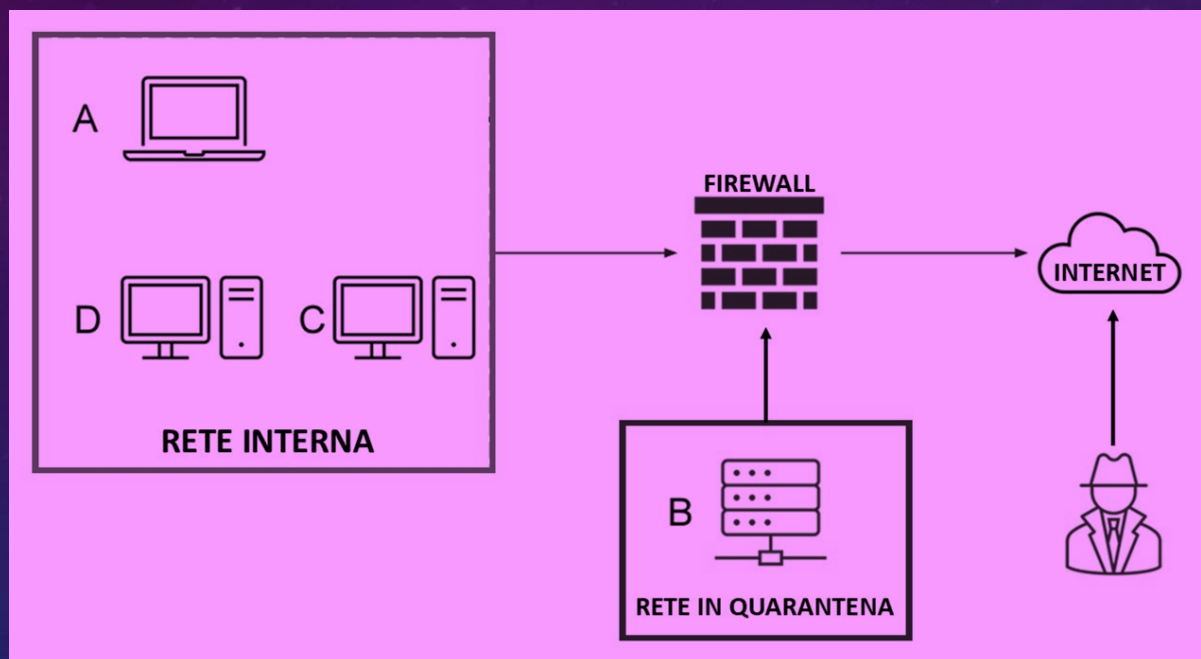 A
FIREWALL
INTERNET
D
C
RETE INTERNA
B
RETE IN QUARANTENA